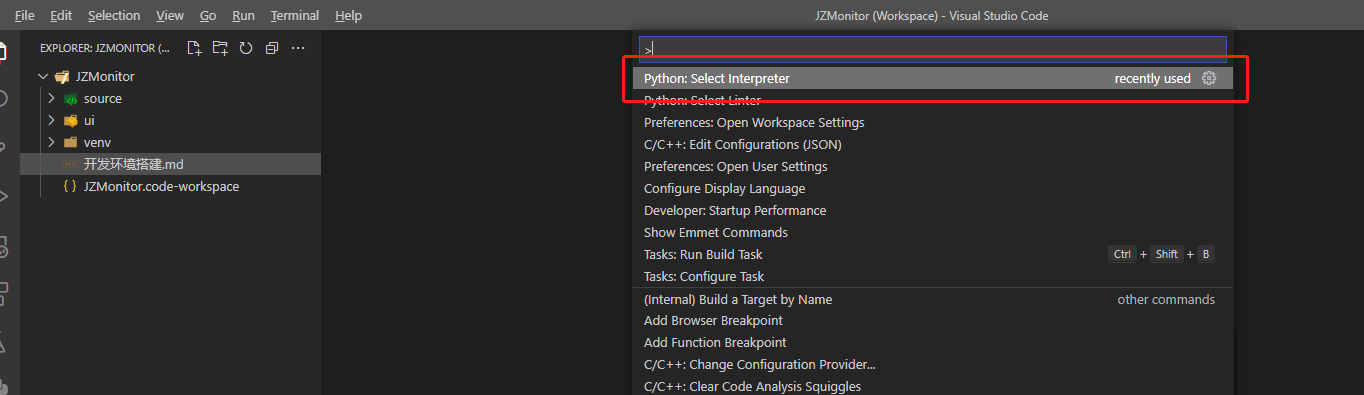 File Edit Selection View Go Run Terminal Help JZMonitor (Workspace) - Visual Studio Code
EXPLORER: JZMONITOR (...
>
JZMonitor
Python: Select Interpreter recently used
source
Python: Select Linter
ui
Preferences: Open Workspace Settings
venv
C/C++: Edit Configurations (JSON)
开发环境搭建.md
Preferences: Open User Settings
{ } JZMonitor.code-workspace
Configure Display Language
Developer: Startup Performance
Show Emmet Commands
Tasks: Run Build Task Ctrl + Shift + B
Tasks: Configure Task
(Internal) Build a Target by Name other commands
Add Browser Breakpoint
Add Function Breakpoint
C/C++: Change Configuration Provider...
C/C++: Clear Code Analysis Squiggles